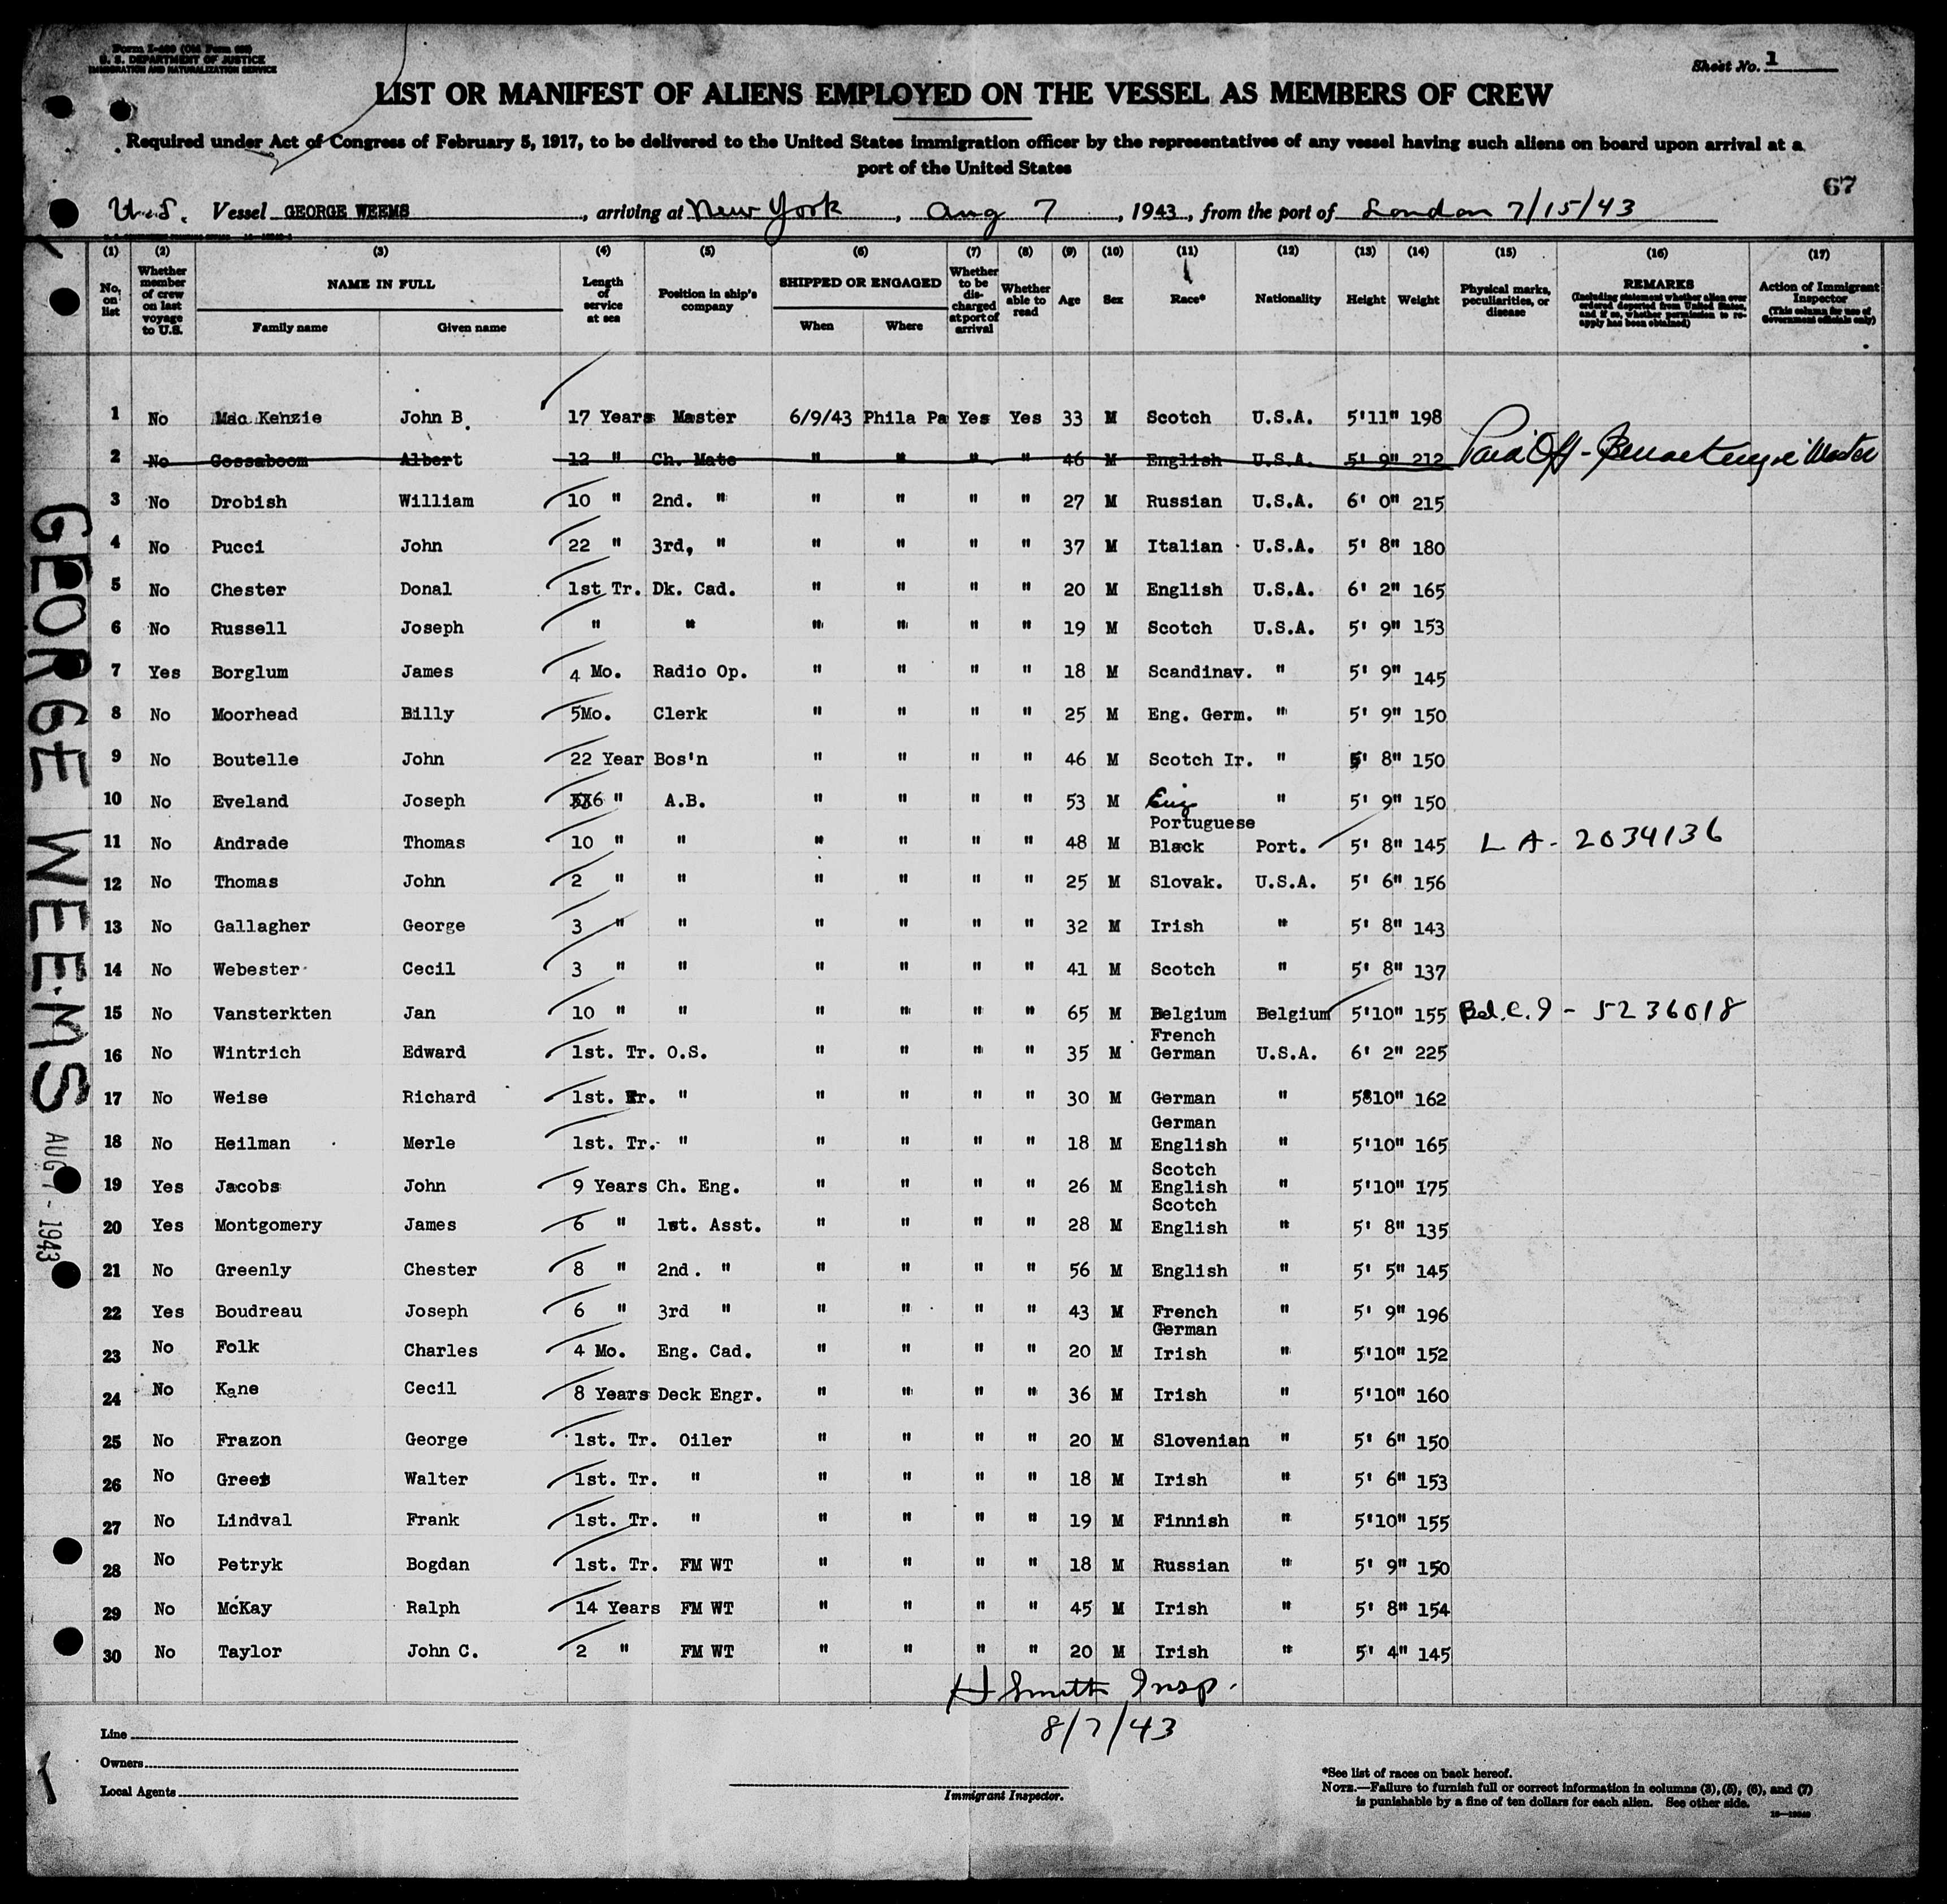 Form I-480 (Old Form 689)
U. S. DEPARTMENT OF JUSTICE
IMMIGRATION AND NATURALIZATION SERVICE
Sheet No. 1
LIST OR MANIFEST OF ALIENS EMPLOYED ON THE VESSEL AS MEMBERS OF CREW
Required under Act of Congress of February 5, 1917, to be delivered to the United States immigration officer by the representatives of any vessel having such aliens on board upon arrival at a
port of the United States
67
U.S. Vessel GEORGE WEEMS, arriving at New York, Aug 7, 1943, from the port of London 7/15/43
(1) (2) (3) (4) (5) (6) (7) (8) (9) (10) (11) (12) (13) (14) (15) (16) (17)
No. on list Whether member of crew on last voyage to U.S. NAME IN FULL Family name Given name Length of service at sea Position in ship's company SHIPPED OR ENGAGED When Where Whether to be discharged at port of arrival Whether able to read Age Sex Race* Nationality Height Weight Physical marks, peculiarities, or disease REMARKS (Including statement whether alien ever ordered deported from United States, and if so, whether permission to reapply has been obtained) Action of Immigrant Inspector (This column for use of Government officials only)
1 No Mac Kenzie John B. 17 Years Master 6/9/43 Phila Pa Yes Yes 33 M Scotch U.S.A. 5'11" 198
2 No Gossaboom Albert 12 " Ch. Mate " " " " 46 M English U.S.A. 5' 9" 212 Paid Off - Master
3 No Drobish William 10 " 2nd. " " " " " 27 M Russian U.S.A. 6' 0" 215
4 No Pucci John 22 " 3rd, " " " " " 37 M Italian U.S.A. 5' 8" 180
5 No Chester Donal 1st Tr. Dk. Cad. " " " " 20 M English U.S.A. 6' 2" 165
6 No Russell Joseph " " " " " " 19 M Scotch U.S.A. 5' 9" 153
7 Yes Borglum James 4 Mo. Radio Op. " " " " 18 M Scandinav. " 5' 9" 145
8 No Moorhead Billy 5Mo. Clerk " " " " 25 M Eng. Germ. " 5' 9" 150
9 No Boutelle John 22 Year Bos'n " " " " 46 M Scotch Ir. " 5' 8" 150
10 No Eveland Joseph 6 " A.B. " " " " 53 M Eng " 5' 9" 150
11 No Andrade Thomas 10 " " " " " " 48 M Portuguese Black Port. 5' 8" 145 L A - 2034136
12 No Thomas John 2 " " " " " " 25 M Slovak. U.S.A. 5' 6" 156
13 No Gallagher George 3 " " " " " " 32 M Irish " 5' 8" 143
14 No Webester Cecil 3 " " " " " " 41 M Scotch " 5' 8" 137
15 No Vansterkten Jan 10 " " " " " " 65 M Belgium Belgium 5'10" 155 Bel. C. 9 - 5236018
16 No Wintrich Edward 1st. Tr. O.S. " " " " 35 M French German U.S.A. 6' 2" 225
17 No Weise Richard 1st. Tr. " " " " " 30 M German " 5'10" 162
18 No Heilman Merle 1st. Tr. " " " " " 18 M German English " 5'10" 165
19 Yes Jacobs John 9 Years Ch. Eng. " " " " 26 M Scotch English " 5'10" 175
20 Yes Montgomery James 6 " 1st. Asst. " " " " 28 M Scotch English " 5' 8" 135
21 No Greenly Chester 8 " 2nd. " " " " " 56 M English " 5' 5" 145
22 Yes Boudreau Joseph 6 " 3rd " " " " " 43 M French " 5' 9" 196
23 No Folk Charles 4 Mo. Eng. Cad. " " " " 20 M German Irish " 5'10" 152
24 No Kane Cecil 8 Years Deck Engr. " " " " 36 M Irish " 5'10" 160
25 No Frazon George 1st. Tr. Oiler " " " " 20 M Slovenian " 5' 6" 150
26 No Walter 1st. Tr. " " " " " 18 M Irish " 5' 6" 153
27 No Lindval Frank 1st. Tr. " " " " " 19 M Finnish " 5'10" 155
28 No Petryk Bogdan 1st. Tr. FM WT " " " " 18 M Russian " 5' 9" 150
29 No McKay Ralph 14 Years FM WT " " " " 45 M Irish " 5' 8" 154
30 No Taylor John C. 2 " FM WT " " " " 20 M Irish " 5' 4" 145
H Smith Insp.
8/7/43
Line
Owners
Local Agents
Immigrant Inspector.
*See list of races on back hereof.
NOTE.—Failure to furnish full or correct information in columns (3), (5), (6), and (7)
is punishable by a fine of ten dollars for each alien. See other side.
GEORGE WEEMS
AUG 7 - 1943